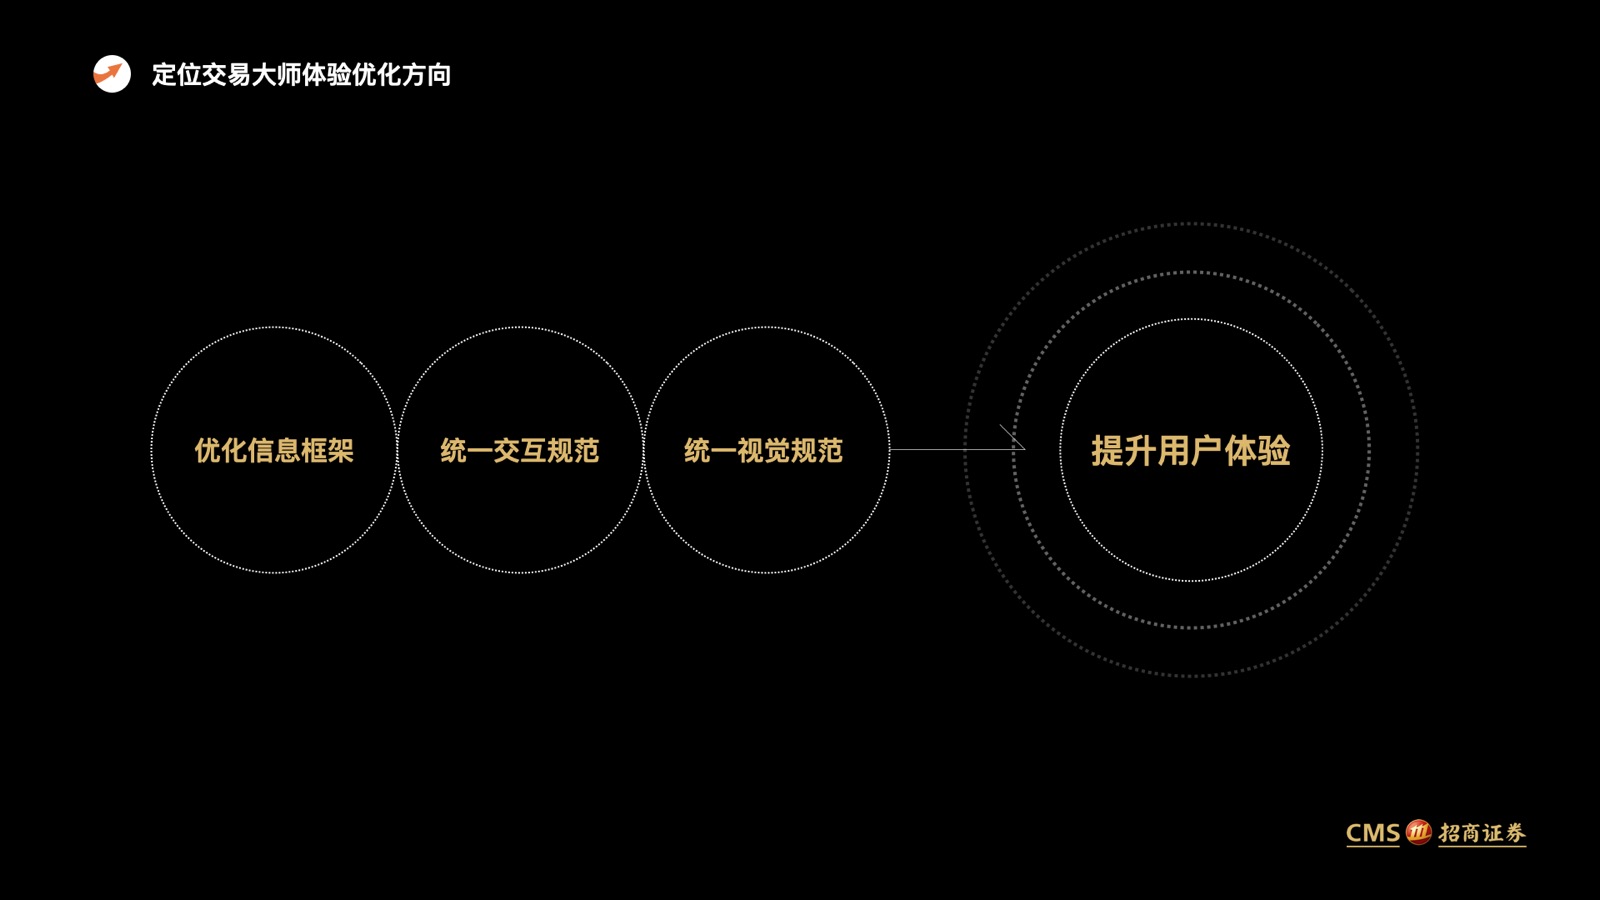 定位交易大师体验优化方向
优化信息框架
统一交互规范
统一视觉规范
提升用户体验
CMS 招商证券